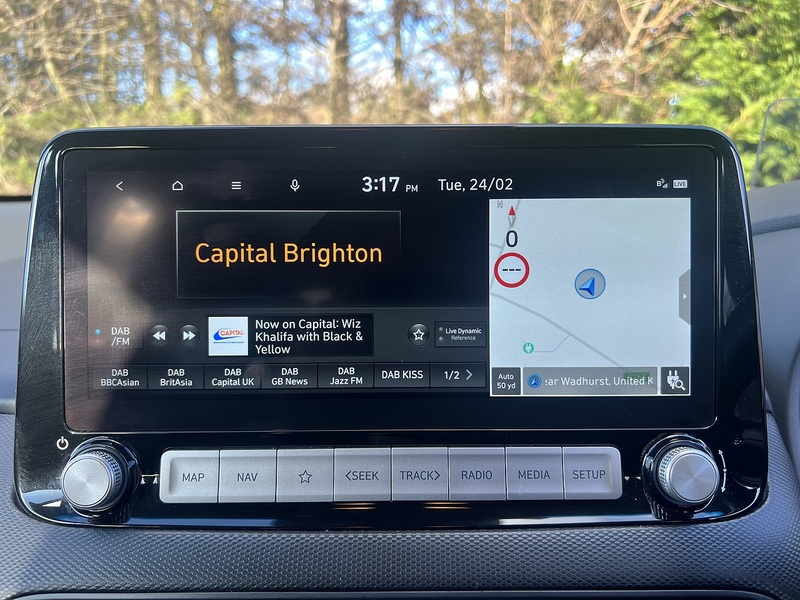 3:17 PM Tue, 24/02
LIVE
N
0
---
Capital Brighton
DAB
/FM
CAPITAL
Now on Capital: Wiz
Khalifa with Black &
Yellow
Live Dynamic
Reference
DAB
BBCAsian
DAB
BritAsia
DAB
Capital UK
DAB
GB News
DAB
Jazz FM
DAB KISS
1/2
Auto
50 yd
ear Wadhurst, United K
MAP
NAV
<SEEK
TRACK>
RADIO
MEDIA
SETUP